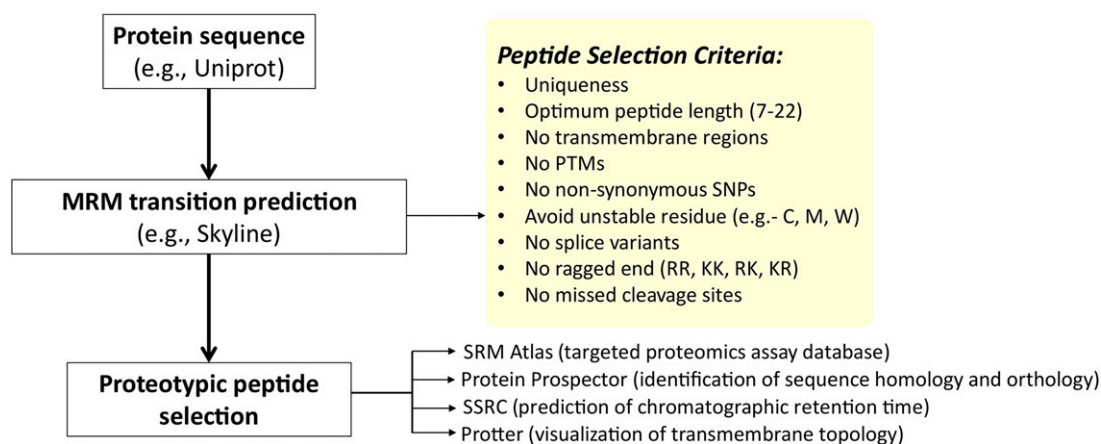 Protein sequence
(e.g., Uniprot)
MRM transition prediction
(e.g., Skyline)
Peptide Selection Criteria:
• Uniqueness
• Optimum peptide length (7-22)
• No transmembrane regions
• No PTMs
• No non-synonymous SNPs
• Avoid unstable residue (e.g.- C, M, W)
• No splice variants
• No ragged end (RR, KK, RK, KR)
• No missed cleavage sites
Proteotypic peptide
selection
SRM Atlas (targeted proteomics assay database)
Protein Prospector (identification of sequence homology and orthology)
SSRC (prediction of chromatographic retention time)
Protter (visualization of transmembrane topology)